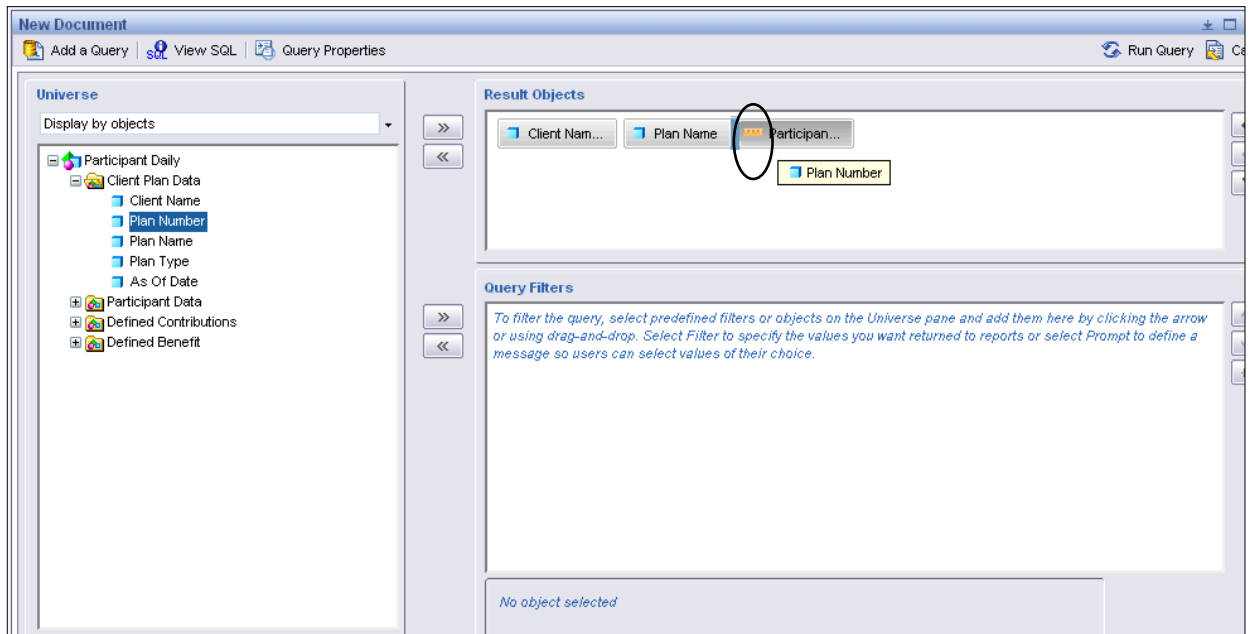 New Document
Add a Query View SQL Query Properties Run Query Ca
Universe
Display by objects
Participant Daily
Client Plan Data
Client Name
Plan Number
Plan Name
Plan Type
As Of Date
Participant Data
Defined Contributions
Defined Benefit
Result Objects
Client Nam... Plan Name Participan...
Plan Number
Query Filters
To filter the query, select predefined filters or objects on the Universe pane and add them here by clicking the arrow
or using drag-and-drop. Select Filter to specify the values you want returned to reports or select Prompt to define a
message so users can select values of their choice.
No object selected